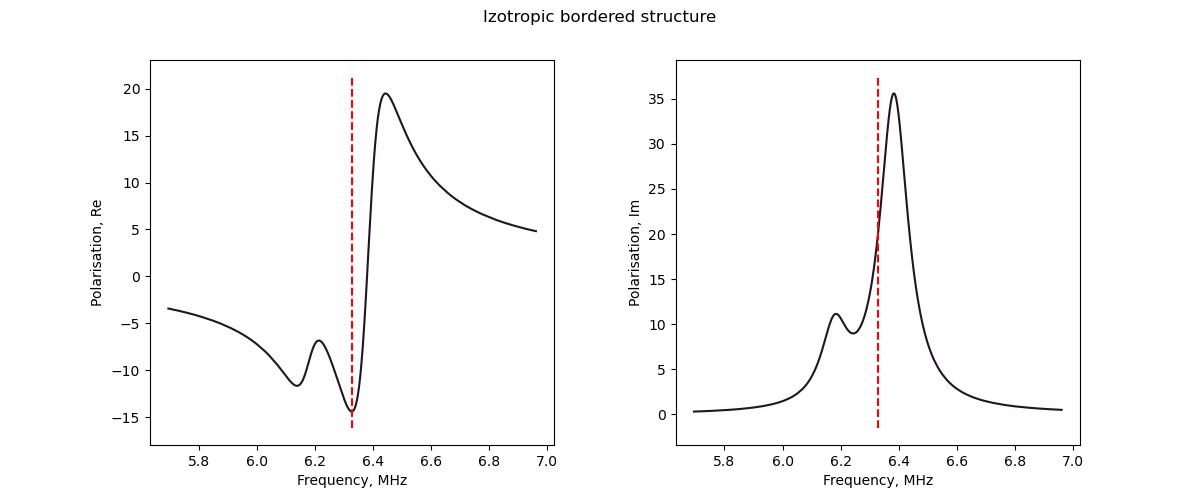 Izotropic bordered structure
Polarisation, Re
20
15
10
5
0
−5
−10
−15
5.8 6.0 6.2 6.4 6.6 6.8 7.0
Frequency, MHz
Polarisation, Im
35
30
25
20
15
10
5
0
5.8 6.0 6.2 6.4 6.6 6.8 7.0
Frequency, MHz